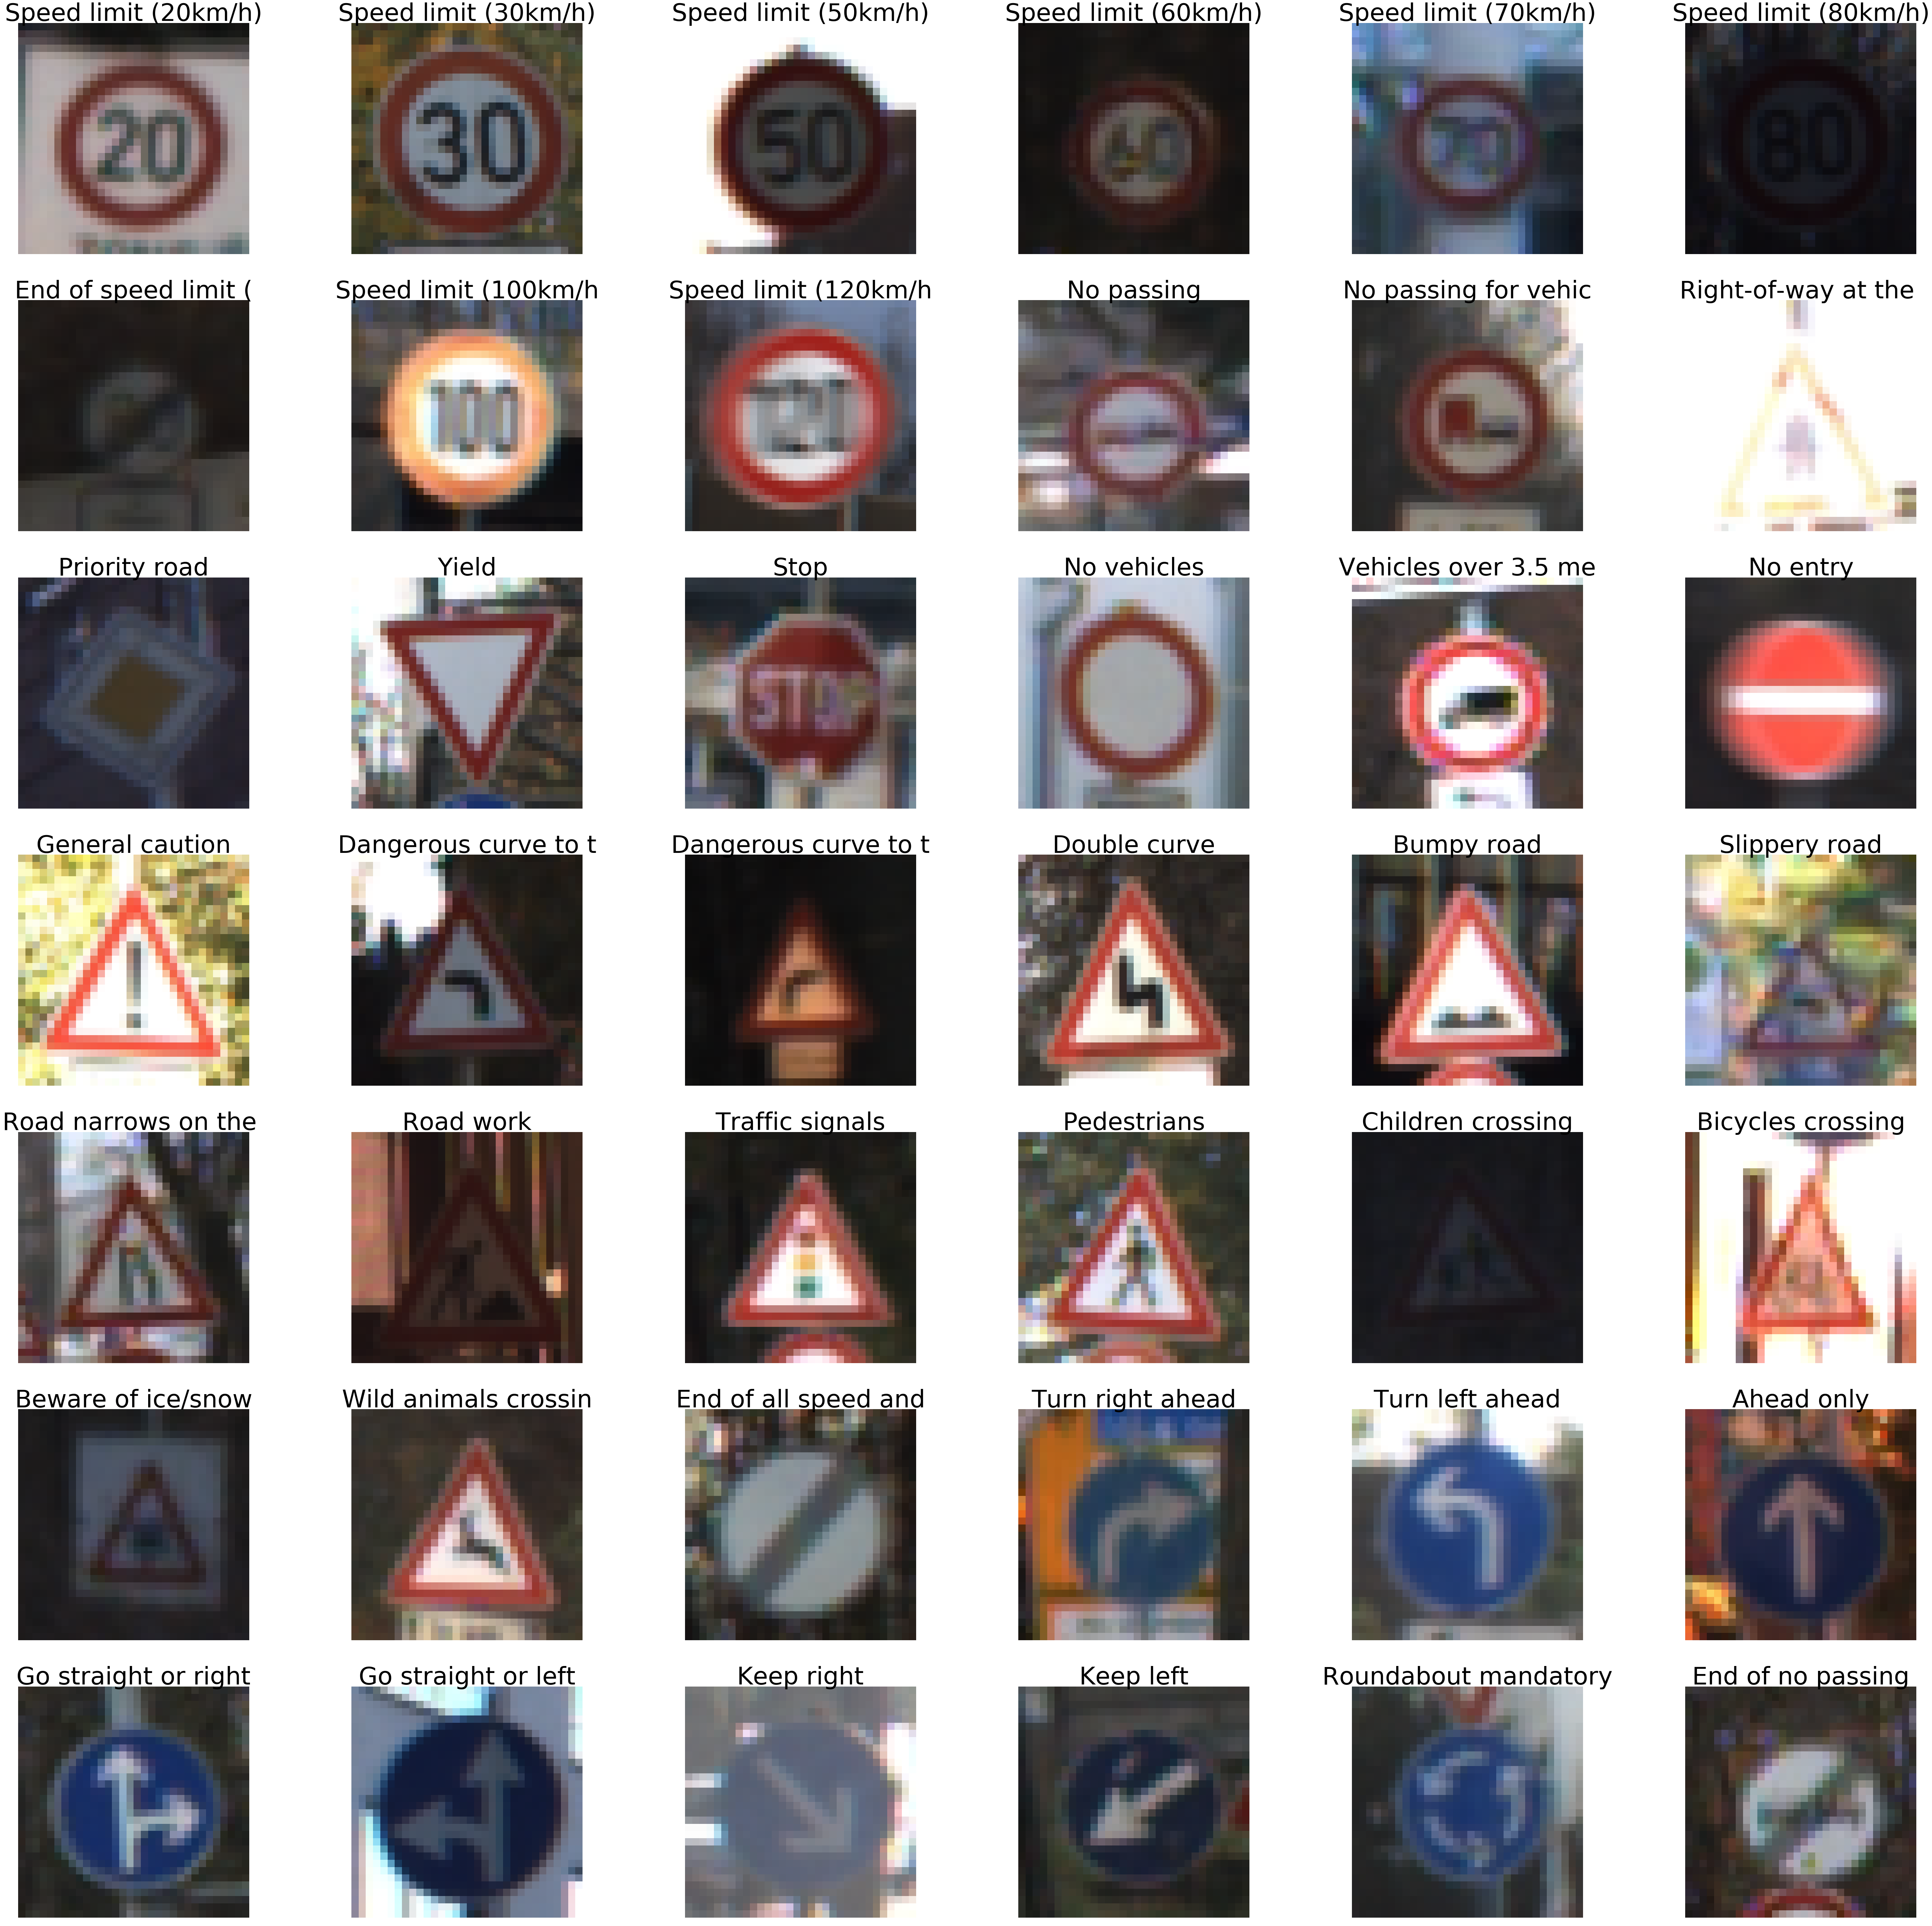 Speed limit (20km/h)
Speed limit (30km/h)
Speed limit (50km/h)
Speed limit (60km/h)
Speed limit (70km/h)
Speed limit (80km/h)
20
30
50
60
70
80
End of speed limit (
Speed limit (100km/h
Speed limit (120km/h
No passing
No passing for vehic
Right-of-way at the
100
120
Priority road
Yield
Stop
No vehicles
Vehicles over 3.5 me
No entry
STOP
General caution
Dangerous curve to t
Dangerous curve to t
Double curve
Bumpy road
Slippery road
!
Road narrows on the
Road work
Traffic signals
Pedestrians
Children crossing
Bicycles crossing
Beware of ice/snow
Wild animals crossin
End of all speed and
Turn right ahead
Turn left ahead
Ahead only
Go straight or right
Go straight or left
Keep right
Keep left
Roundabout mandatory
End of no passing